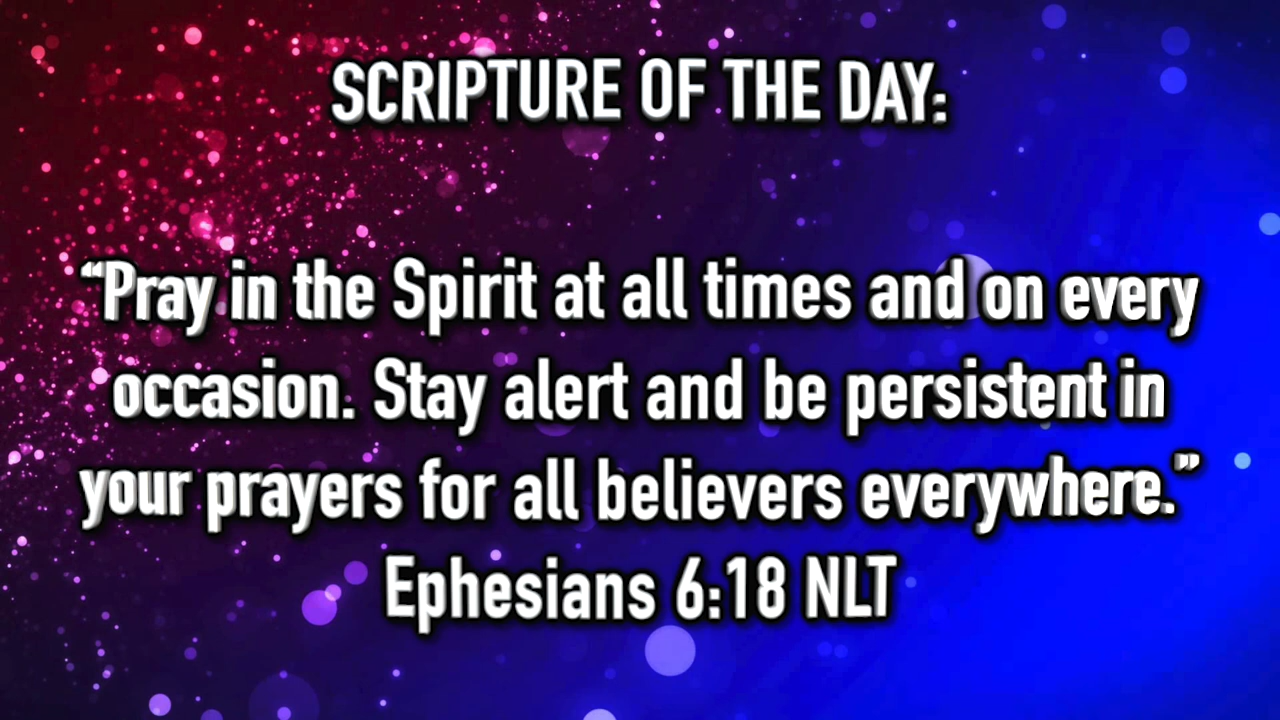 SCRIPTURE OF THE DAY:
“Pray in the Spirit at all times and on every
occasion. Stay alert and be persistent in
your prayers for all believers everywhere.”
Ephesians 6:18 NLT